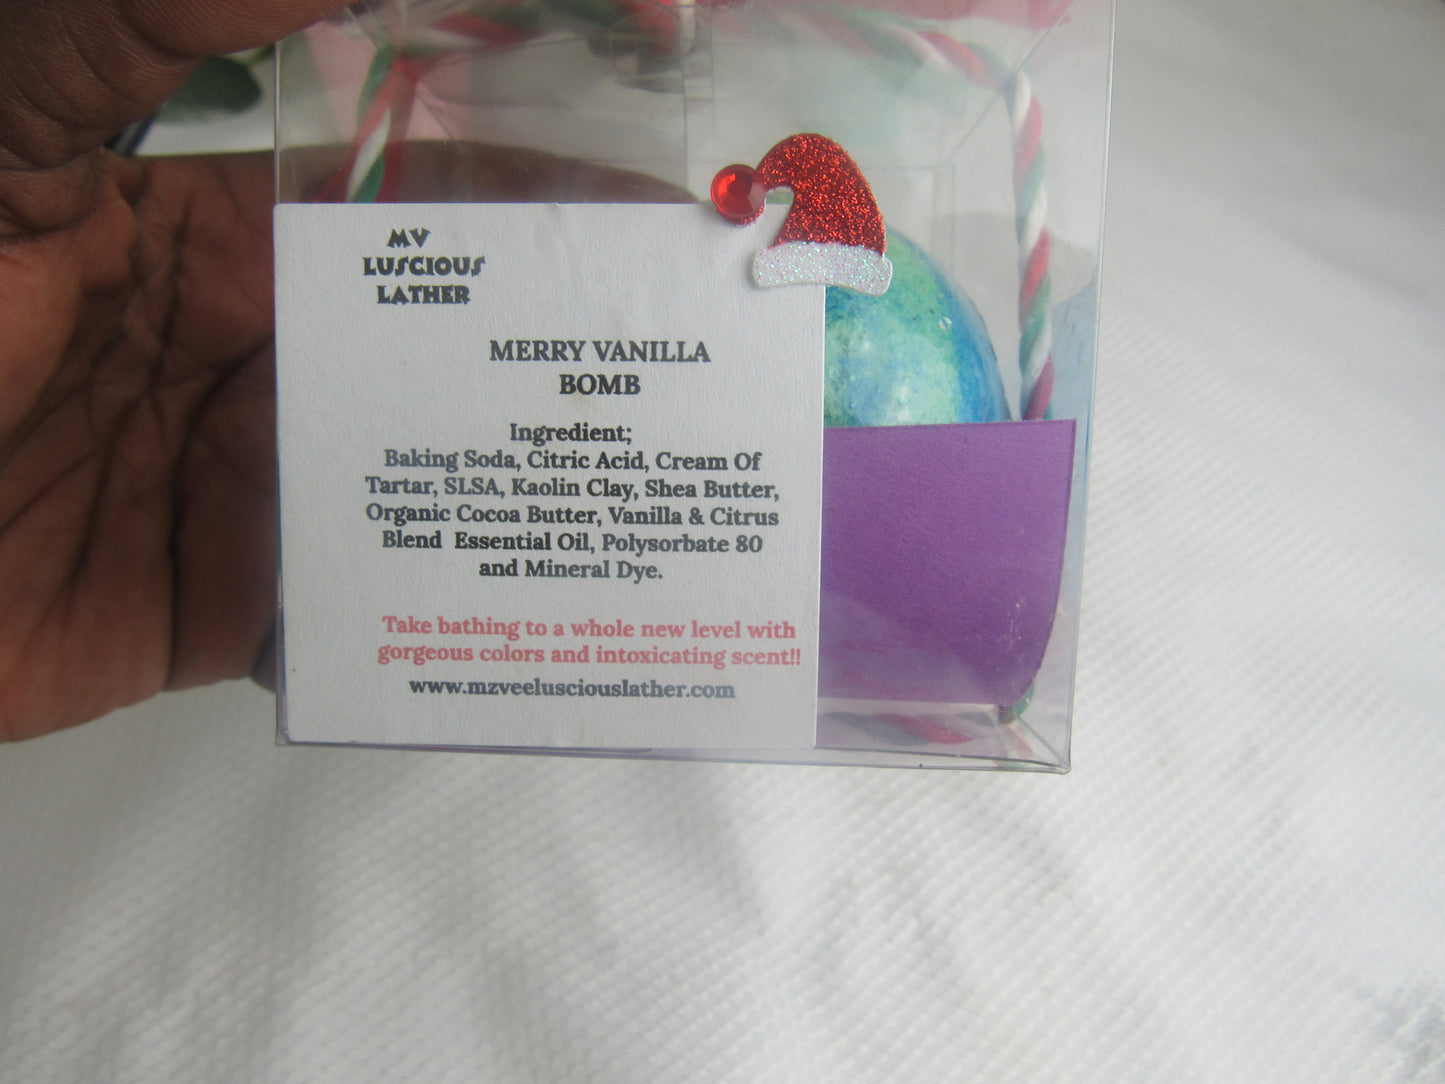 MV
LUSCIOUS
LATHER
MERRY VANILLA
BOMB
Ingredient;
Baking Soda, Citric Acid, Cream Of
Tartar, SLSA, Kaolin Clay, Shea Butter,
Organic Cocoa Butter, Vanilla & Citrus
Blend Essential Oil, Polysorbate 80
and Mineral Dye.
Take bathing to a whole new level with
gorgeous colors and intoxicating scent!!
www.mzveelusciouslather.com